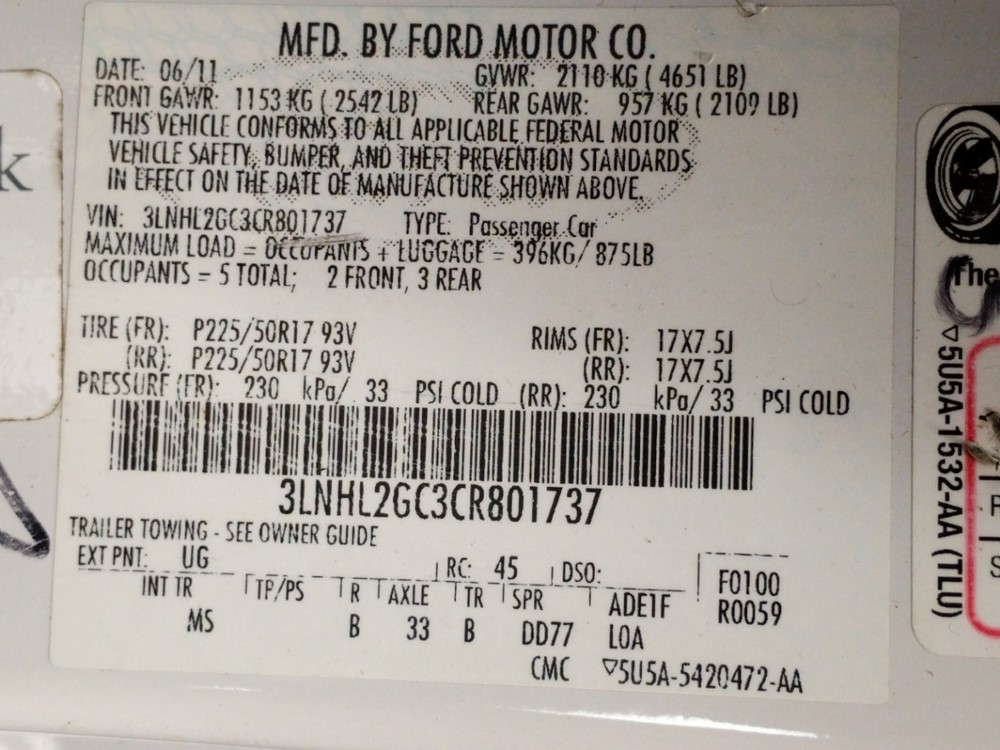 MFD. BY FORD MOTOR CO.
DATE: 06/11 GVWR: 2110 KG ( 4651 LB)
FRONT GAWR: 1153 KG ( 2542 LB) REAR GAWR: 957 KG ( 2109 LB)
THIS VEHICLE CONFORMS TO ALL APPLICABLE FEDERAL MOTOR
VEHICLE SAFETY, BUMPER, AND THEFT PREVENTION STANDARDS
IN EFFECT ON THE DATE OF MANUFACTURE SHOWN ABOVE.
VIN: 3LNHL2GC3CR801737 TYPE: Passenger Car
MAXIMUM LOAD = OCCUPANTS + LUGGAGE = 396KG/ 875LB
OCCUPANTS = 5 TOTAL; 2 FRONT, 3 REAR
TIRE (FR): P225/50R17 93V RIMS (FR): 17X7.5J
(RR): P225/50R17 93V (RR): 17X7.5J
PRESSURE (FR): 230 kPa/ 33 PSI COLD (RR): 230 kPa/ 33 PSI COLD
3LNHL2GC3CR801737
TRAILER TOWING - SEE OWNER GUIDE
EXT PNT: UG RC: 45 DSO: F0100
INT TR TP/PS R AXLE TR SPR ADE1F R0059
MS B 33 B DD77 LOA
CMC ▽5U5A-5420472-AA
k
The
▽5U5A-1532-AA (TLU)